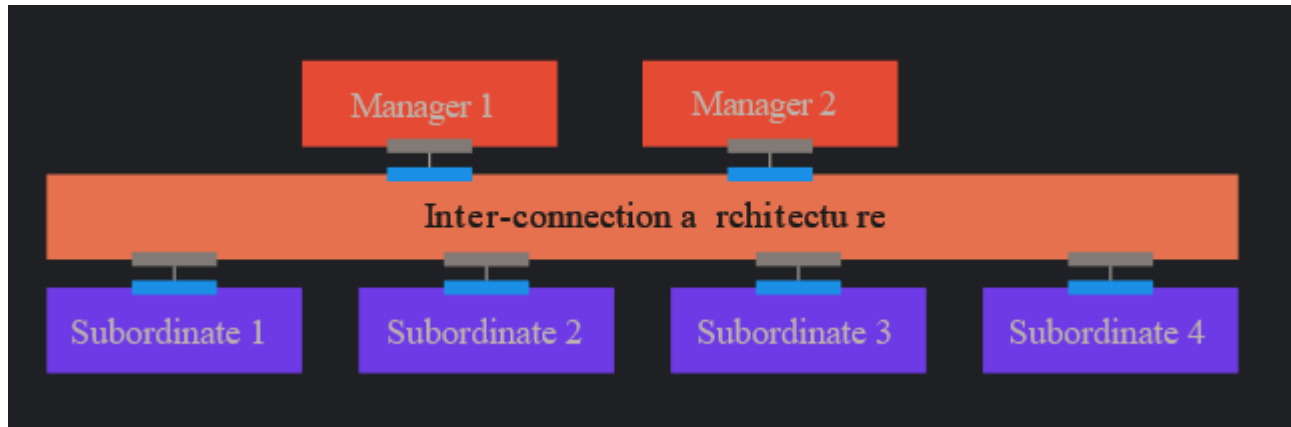 Manager 1
Manager 2
Inter-connection a rchitectu re
Subordinate 1
Subordinate 2
Subordinate 3
Subordinate 4